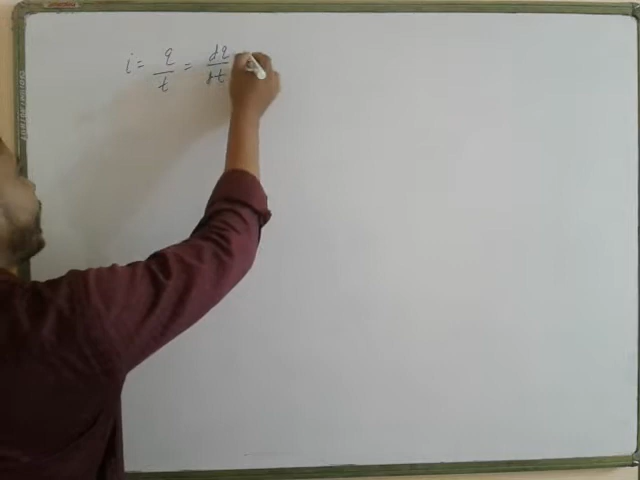 i = q/t = dq/dt